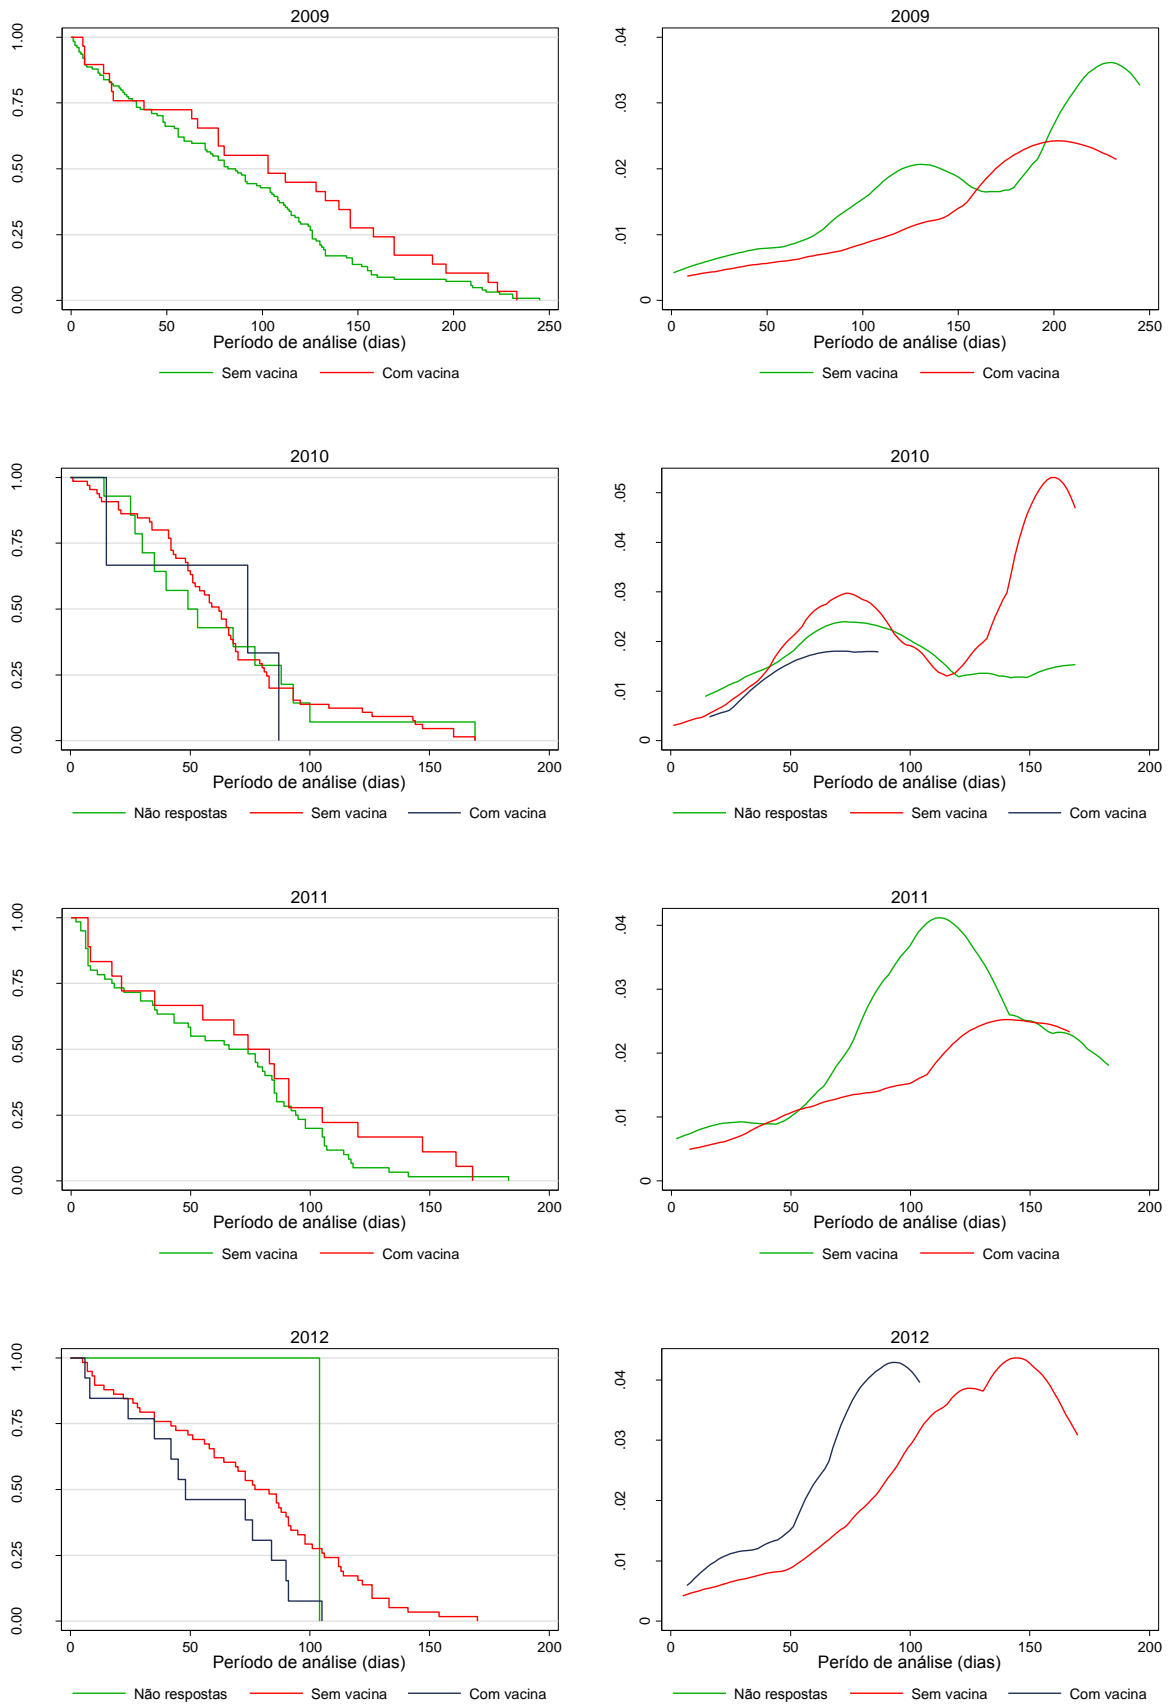 2009
1.00
0.75
0.50
0.25
0.00
0 50 100 150 200 250
Período de análise (dias)
Sem vacina Com vacina
2009
.04
.03
.02
.01
0
0 50 100 150 200 250
Período de análise (dias)
Sem vacina Com vacina
2010
1.00
0.75
0.50
0.25
0.00
0 50 100 150 200
Período de análise (dias)
Não respostas Sem vacina Com vacina
2010
.05
.04
.03
.02
.01
0
0 50 100 150 200
Período de análise (dias)
Não respostas Sem vacina Com vacina
2011
1.00
0.75
0.50
0.25
0.00
0 50 100 150 200
Período de análise (dias)
Sem vacina Com vacina
2011
.04
.03
.02
.01
0
0 50 100 150 200
Período de análise (dias)
Sem vacina Com vacina
2012
1.00
0.75
0.50
0.25
0.00
0 50 100 150 200
Período de análise (dias)
Não respostas Sem vacina Com vacina
2012
.04
.03
.02
.01
0
0 50 100 150 200
Perído de análise (dias)
Não respostas Sem vacina Com vacina